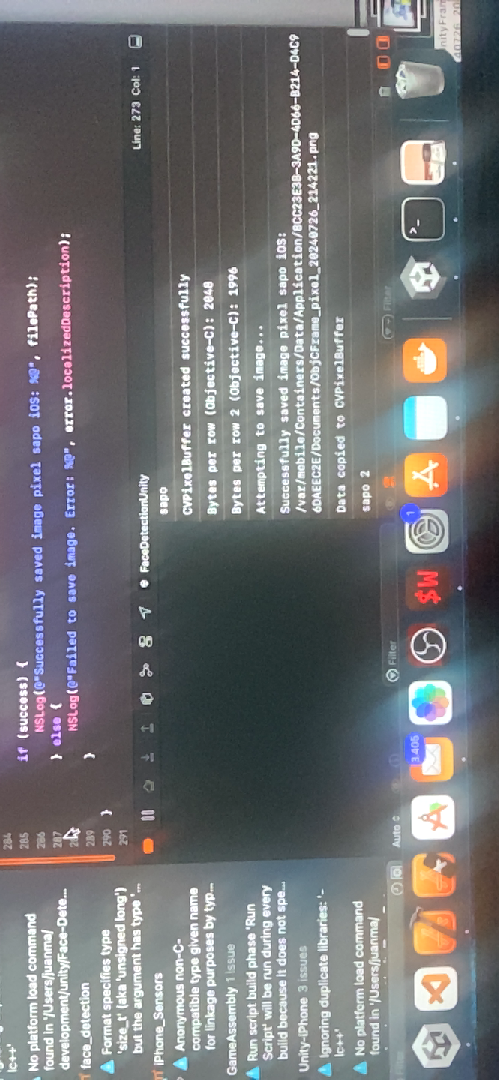 284
285
if (success) {
286
NSLog(@"Successfully saved image pixel sapo iOS: %@", filePath);
287
} else {
NSLog(@"Failed to save image. Error: %@", error.localizedDescription);
289
}
290
}
291
Line: 273 Col: 1
FaceDetectionUnity
sapo
CVPixelBuffer created successfully
Bytes per row (Objective-C): 2048
Bytes per row 2 (Objective-C): 1996
Attempting to save image...
Successfully saved image pixel sapo iOS:
/var/mobile/Containers/Data/Application/8CC23E3B-3A9D-4D66-B214-D4C9
6DAEEC2E/Documents/ObjCFrame_pixel_20240726_214221.png
Data copied to CVPixelBuffer
sapo 2
Auto
Filter
Filter
lc++'
No platform load command
found in '/Users/juanma/
development/unity/Face-Dete...
face_detection
Format specifies type
'size_t' (aka 'unsigned long')
but the argument has type '...
iPhone_Sensors
Anonymous non-C-
compatible type given name
for linkage purposes by typ...
GameAssembly 1 issue
Run script build phase 'Run
Script' will be run during every
build because it does not spe...
Unity-iPhone 3 issues
Ignoring duplicate libraries: '-
lc++'
No platform load command
found in '/Users/juanma/
3.405
$M
1